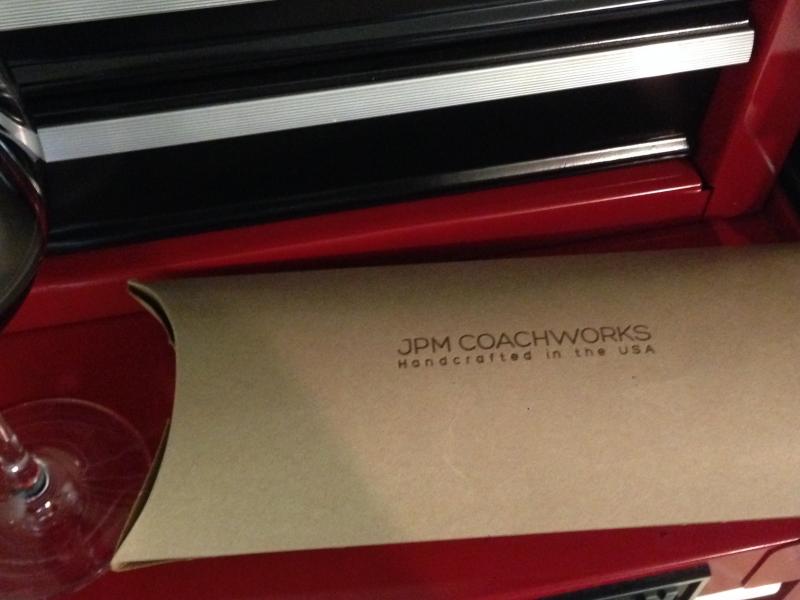 JPM COACHWORKS
Handcrafted in the USA